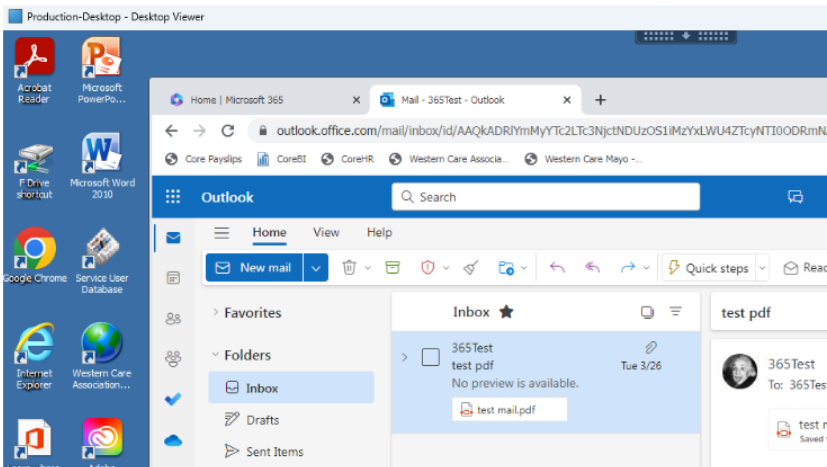 Production-Desktop - Desktop Viewer
Acrobat
Reader
Microsoft
PowerPo...
Home | Microsoft 365
Mail - 365Test - Outlook
outlook.office.com/mail/inbox/id/
Core Payslips
CoreBI
CoreHR
Western Care Associa...
Western Care Mayo -...
F Drive
shortcut
Microsoft Word
2010
Outlook
Search
Home
View
Help
Google Chrome
Service User
Database
New mail
Quick steps
Read
Favorites
Inbox
test pdf
Folders
365Test
test pdf
Tue 3/26
No preview is available.
test mail.pdf
365Test
To: 365Tes
Internet
Explorer
Western Care
Association...
Inbox
Drafts
Sent Items
test m
Saved